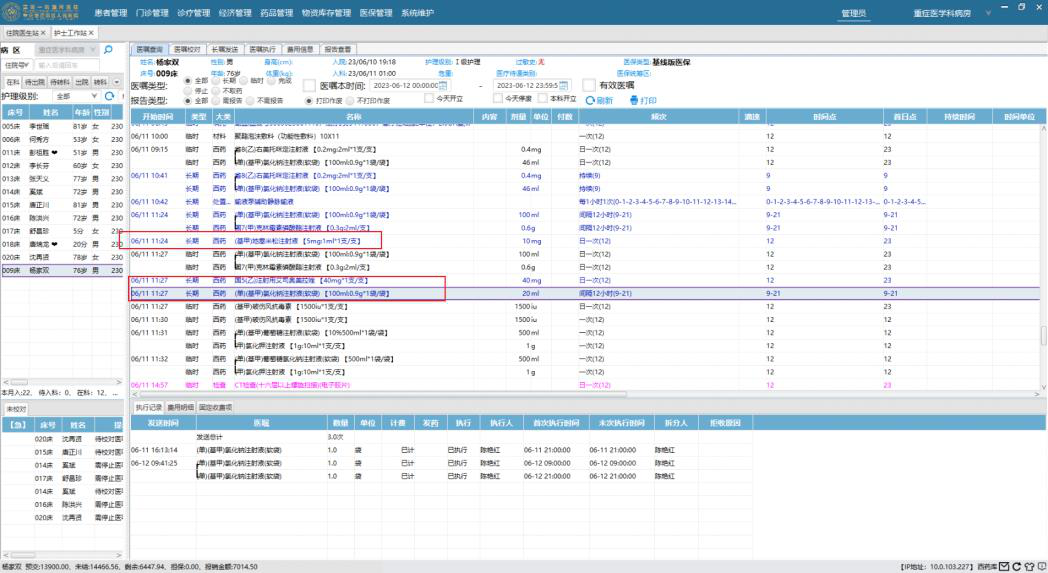 患者管理 门诊管理 诊疗管理 经济管理 药品管理 物资库存管理 医保管理 系统维护
管理员 重症医学科病房
住院医生站 × 护士工作站 ×
病 区 重症医学科病房
住院号 输入后请回车
在科 待出院 待转科 出院 转科
护理级别: 全部
床号 姓名 年龄 性别
005床 李世瑶 81岁 女 230
006床 何秀方 53岁 女 230
011床 彭祖胜 72岁 男 230
012床 李长芬 60岁 女 230
013床 张天义 77岁 男 230
014床 奚斌 72岁 男 230
015床 唐正川 81岁 男 230
016床 陈洪兴 72岁 男 230
017床 舒昌珍 5分 女 230
018床 唐绪龙 20分 男 230
020床 沈再贤 78岁 女 230
009床 杨家双 76岁 男 230
本月入:22, 待入科: 0, 在科: 12, ...
未校对
【急】 床号 姓名
020床 沈再贤 待校对医
015床 唐正川 待校对医
014床 奚斌 需停止医
017床 舒昌珍 需停止医
014床 奚斌 待校对医
016床 陈洪兴 需停止医
020床 沈再贤 需停止医
医嘱查询 医嘱校对 长嘱发送 医嘱执行 费用信息 报告查看
姓名: 杨家双 性别: 男 身高(cm): 入院: 23/06/10 19:18 护理级别: Ⅰ级护理 过敏史: 无 医保类型: 基线版医保
床号: 009床 年龄: 76岁 体重(kg): 入科: 23/06/11 01:00 危重: 医疗待遇类别: 医保统筹区:
医嘱类型: 全部 长期 临时 完成 停止 不取药 医嘱本时间: 2023-06-12 00:00:00 - 2023-06-12 23:59:5 有效医嘱
报告类型: 全部 需报告 不需报告 打印作废 不打印作废 今天开立 今天停废 本科开立 刷新 打印
开始时间 类型 大类 名称 内容 剂量 单位 付数 频次 滴速 时间点 首日点 持续时间 时间单位
06/11 10:00 临时 材料 聚酯泡沫敷料（功能性敷料）10X11 一次(12) 12 12
06/11 09:15 临时 西药 省8(乙)右美托咪定注射液 【0.2mg:2ml*1支/支】 0.4 mg 日一次(12) 12 23
临时 西药 (单)(基甲)氯化钠注射液(软袋) 【100ml:0.9g*1袋/袋】 46 ml 日一次(12) 12 23
06/11 10:41 长期 西药 省8(乙)右美托咪定注射液 【0.2mg:2ml*1支/支】 0.4 mg 持续(9) 9 9
长期 西药 (单)(基甲)氯化钠注射液(软袋) 【100ml:0.9g*1袋/袋】 46 ml 持续(9) 9 9
06/11 10:42 长期 处置... 输液泵辅助静脉输液 每1小时1次(0-1-2-3-4-5-6-7-8-9-10-11-12-13-14... 0-1-2-3-4-5-6-7-8-9-10-11-12-13-... 0-1-2-3-4-5-...
06/11 11:24 长期 西药 (单)(基甲)氯化钠注射液(软袋) 【100ml:0.9g*1袋/袋】 100 ml 间隔12小时(9-21) 9-21 9-21
长期 西药 国7(甲)克林霉素磷酸酯注射液 【0.3g:2ml/支】 0.6 g 间隔12小时(9-21) 9-21 9-21
06/11 11:24 长期 西药 (基甲)地塞米松注射液 【5mg:1ml*1支/支】 10 mg 日一次(12) 12 23
06/11 11:27 临时 西药 (单)(基甲)氯化钠注射液(软袋) 【100ml:0.9g*1袋/袋】 100 ml 日一次(12) 12 23
临时 西药 国7(甲)克林霉素磷酸酯注射液 【0.3g:2ml/支】 0.6 g 日一次(12) 12 23
06/11 11:27 长期 西药 国5(乙)注射用艾司奥美拉唑 【40mg*1支/支】 40 mg 间隔12小时(9-21) 9-21 9-21
06/11 11:27 长期 西药 (单)(基甲)氯化钠注射液(软袋) 【100ml:0.9g*1袋/袋】 20 ml 间隔12小时(9-21) 9-21 9-21
06/11 11:27 临时 西药 (基甲)破伤风抗毒素 【1500iu*1支/支】 1500 iu 日一次(12) 12 23
06/11 11:30 临时 西药 (基甲)破伤风抗毒素 【1500iu*1支/支】 1500 iu 一次(12) 12 12
06/11 11:31 临时 西药 (单)(基甲)葡萄糖注射液(软袋) 【10%500ml*1袋/袋】 500 ml 一次(12) 12 12
临时 西药 (甲)氯化钾注射液 【1g:10ml*1支/支】 1 g 一次(12) 12 12
06/11 11:32 临时 西药 (单)(基甲)葡萄糖氯化钠注射液(软袋) 【500ml*1袋/袋】 500 ml 一次(12) 12 12
临时 西药 (甲)氯化钾注射液 【1g:10ml*1支/支】 1 g 一次(12) 12 12
06/11 14:57 临时 检查 CT检查(十六层以上螺旋扫描)(电子胶片) 日一次(12) 12 23
执行记录 费用明细 固定收费项
发送时间 医嘱 数量 单位 计费 发药 执行 执行人 首次执行时间 末次执行时间 拆分人 拒收原因
发送总计 3.0次
06-11 16:13:14 (单)(基甲)氯化钠注射液(软袋) 1.0 袋 已计 已执行 陈艳红 06-11 21:00:00 06-11 21:00:00 陈艳红
06-12 09:41:25 (单)(基甲)氯化钠注射液(软袋) 1.0 袋 已计 已执行 陈艳红 06-12 09:00:00 06-12 09:00:00 陈艳红
(单)(基甲)氯化钠注射液(软袋) 1.0 袋 已计 已执行 陈艳红 06-12 21:00:00 06-12 21:00:00 陈艳红
杨家双 预交:13900.00, 未结:14466.56, 剩余:6447.94, 担保:0.00, 报销金额:7014.50 【IP地址: 10.0.103.227】 西药库